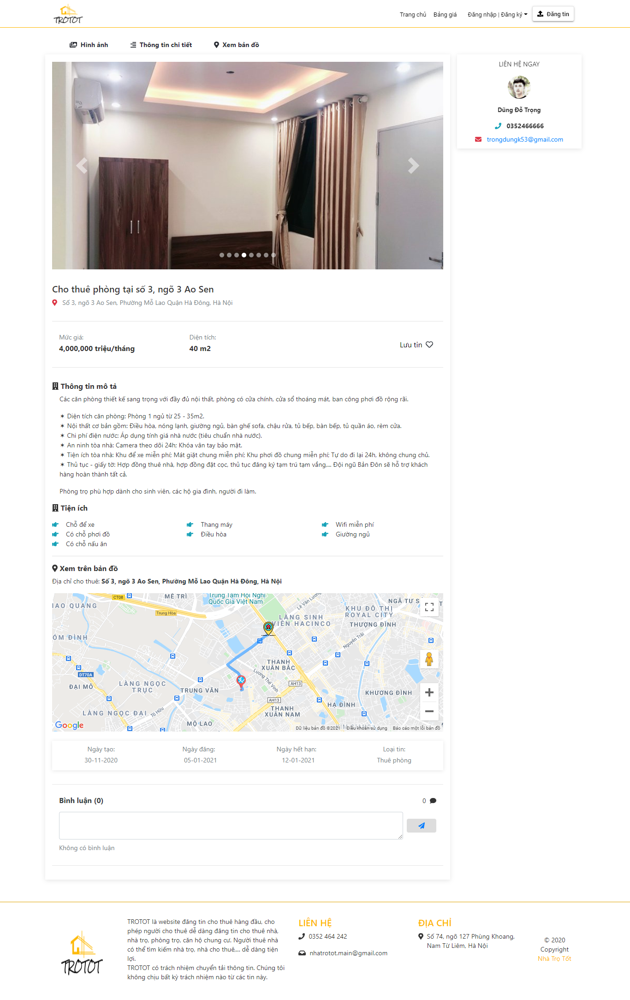 TROTOT
Trang chủ
Bảng giá
Đăng nhập | Đăng ký
Đăng tin
Hình ảnh
Thông tin chi tiết
Xem bản đồ
LIÊN HỆ NGAY
Dũng Đỗ Trọng
0352466666
trongdungk53@gmail.com
Cho thuê phòng tại số 3, ngõ 3 Ao Sen
Số 3, ngõ 3 Ao Sen, Phường Mỗ Lao Quận Hà Đông, Hà Nội
Mức giá:
4,000,000 triệu/tháng
Diện tích:
40 m2
Lưu tin
Thông tin mô tả
Các căn phòng thiết kế sang trọng với đầy đủ nội thất, phòng có cửa chính, cửa sổ thoáng mát, ban công phơi đồ rộng rãi.
✶ Diện tích căn phòng: Phòng 1 ngủ từ 25 - 35m2.
✶ Nội thất cơ bản gồm: Điều hòa, nóng lạnh, giường ngủ, bàn ghế sofa, chậu rửa, tủ bếp, bàn bếp, tủ quần áo, rèm cửa.
✶ Chi phí điện nước: Áp dụng tính giá nhà nước (tiêu chuẩn nhà nước).
✶ An ninh tòa nhà: Camera theo dõi 24h; Khóa vân tay bảo mật.
✶ Tiện ích tòa nhà: Khu để xe miễn phí; Mát giặt chung miễn phí; Khu phơi đồ chung miễn phí; Tự do đi lại 24h, không chung chủ.
✶ Thủ tục - giấy tờ: Hợp đồng thuê nhà, hợp đồng đặt cọc, thủ tục đăng ký tạm trú tạm vắng,... Đội ngũ Bản Đôn sẽ hỗ trợ khách
hàng hoàn thành tất cả.
Phòng trọ phù hợp dành cho sinh viên, các hộ gia đình, người đi làm.
Tiện ích
Chỗ để xe
Thang máy
Wifi miễn phí
Có chỗ phơi đồ
Điều hòa
Giường ngủ
Có chỗ nấu ăn
Xem trên bản đồ
Địa chỉ cho thuê: Số 3, ngõ 3 Ao Sen, Phường Mỗ Lao Quận Hà Đông, Hà Nội
CT08
MỄ TRÌ
Trung Tâm Hội Nghị
Quốc Gia Việt Nam
Lê Văn Lương
NGÃ TƯ
IAO QUANG
Trung Hòa
KHU ĐÔ THỊ
ROYAL CITY
LÀNG SINH
VIÊN HACINCO
THƯỢNG ĐÌNH
ÓM ĐÌNH
Nguyễn Trãi
THANH
XUÂN BẮC
DT70A
Lương Thế Vinh
ĐẠI MỖ
LÀNG NGỌC
TRỤC
TRUNG VĂN
AH13
KHƯƠNG ĐÌNH
AH13
HẠ ĐÌNH
LÀNG NGỌC ĐẠI
Tố Hữu
THANH
XUÂN NAM
MỘ LAO
Google
KIM GIANG
Dữ liệu bản đồ ©2021
Điều khoản sử dụng
Báo cáo một lỗi bản đồ
Ngày tạo:
Ngày đăng:
Ngày hết hạn:
Loại tin:
30-11-2020
05-01-2021
12-01-2021
Thuê phòng
Bình luận (0)
0
Không có bình luận
TROTOT
TROTOT là website đăng tin cho thuê hàng đầu, cho
phép người cho thuê dễ dàng đăng tin cho thuê nhà,
nhà trọ, phòng trọ, căn hộ chung cư. Người thuê nhà
có thể tìm kiếm nhà trọ, nhà cho thuê,... dễ dàng tiện
lợi.
TROTOT có trách nhiệm chuyển tải thông tin. Chúng tôi
không chịu bất kỳ trách nhiệm nào từ các tin này.
LIÊN HỆ
0352 464 242
nhatrotot.main@gmail.com
ĐỊA CHỈ
Số 74, ngõ 127 Phùng Khoang,
Nam Từ Liêm, Hà Nội
© 2020
Copyright
Nhà Trọ Tốt